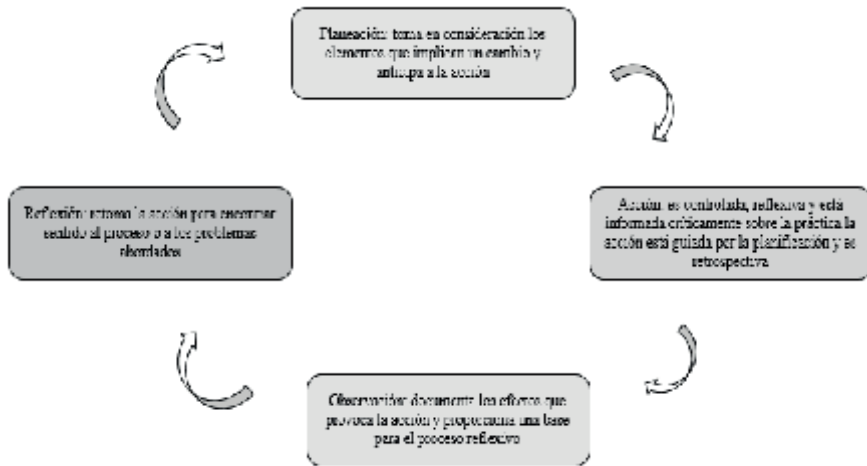 Planeación: toma en consideración los
elementos que implican un cambio y
anticipa a la acción
Acción: es controlada, reflexiva y está
informada críticamente sobre la práctica la
acción está guiada por la planificación y es
retrospectiva
Observación: documenta los efectos que
provoca la acción y proporciona una base
para el proceso reflexivo
Reflexión: retoma la acción para encontrar
sentido al proceso o a los problemas
abordados